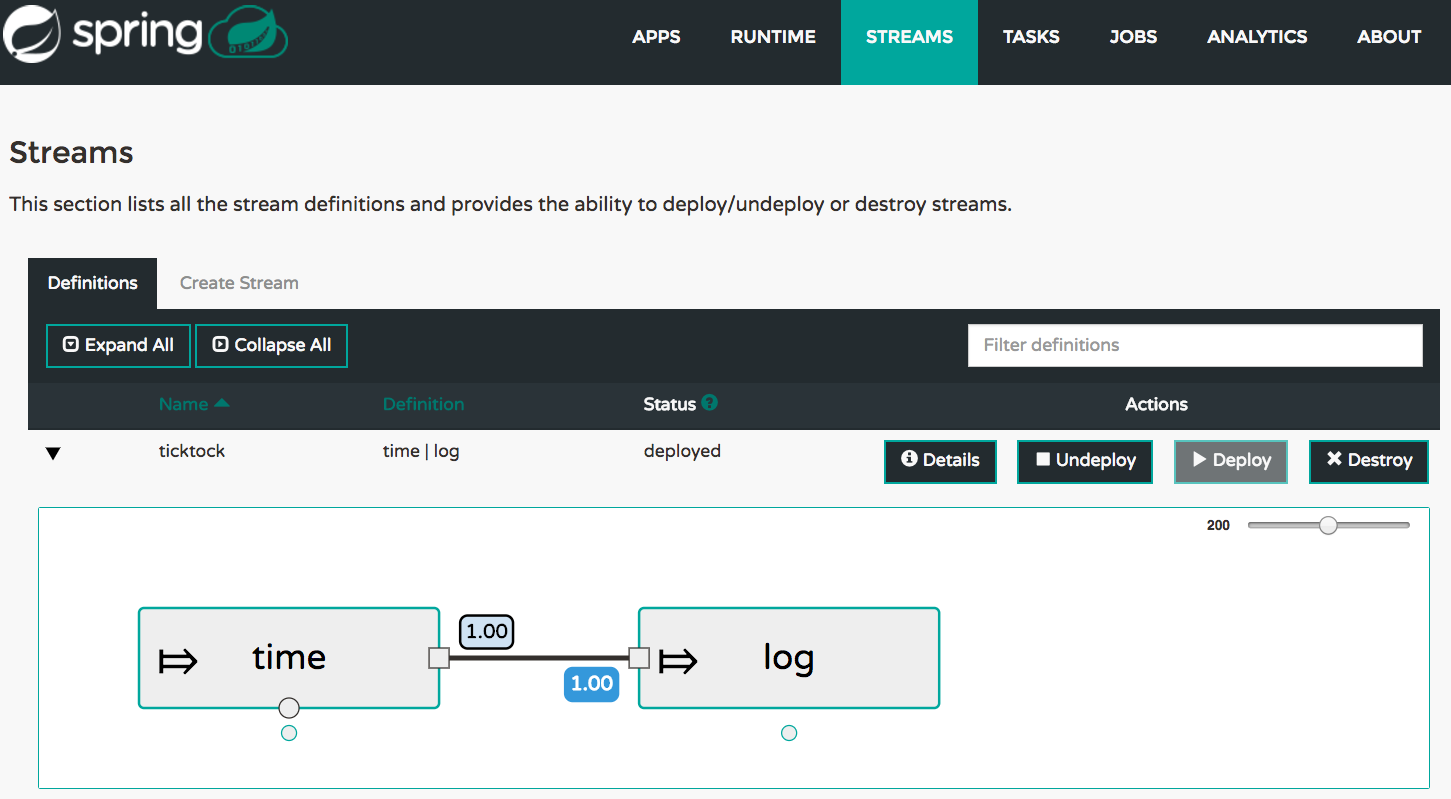 spring
APPS RUNTIME STREAMS TASKS JOBS ANALYTICS ABOUT
Streams
This section lists all the stream definitions and provides the ability to deploy/undeploy or destroy streams.
Definitions Create Stream
Expand All Collapse All Filter definitions
Name Definition Status ? Actions
ticktock time | log deployed Details Undeploy Deploy Destroy
200
time 1.00 log
1.00